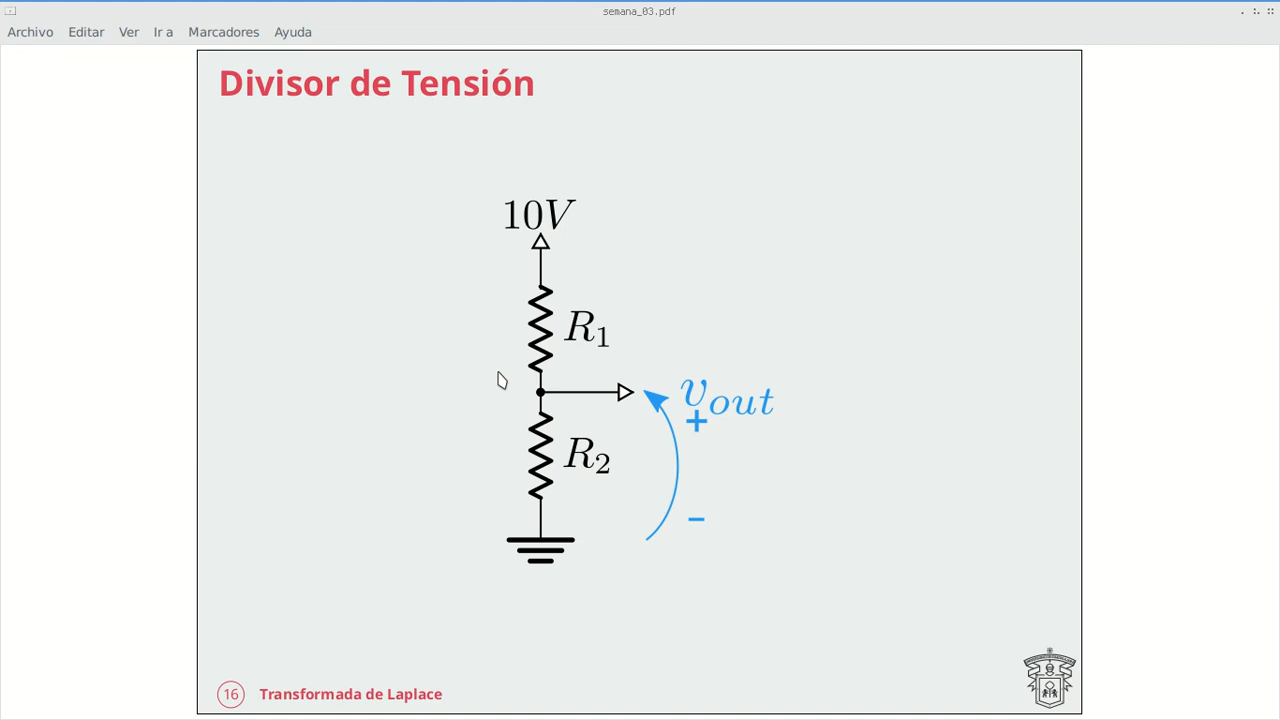 semana_03.pdf
Archivo Editar Ver Ir a Marcadores Ayuda
Divisor de Tensión
10V
R1
vout
+
R2
−
16 Transformada de Laplace